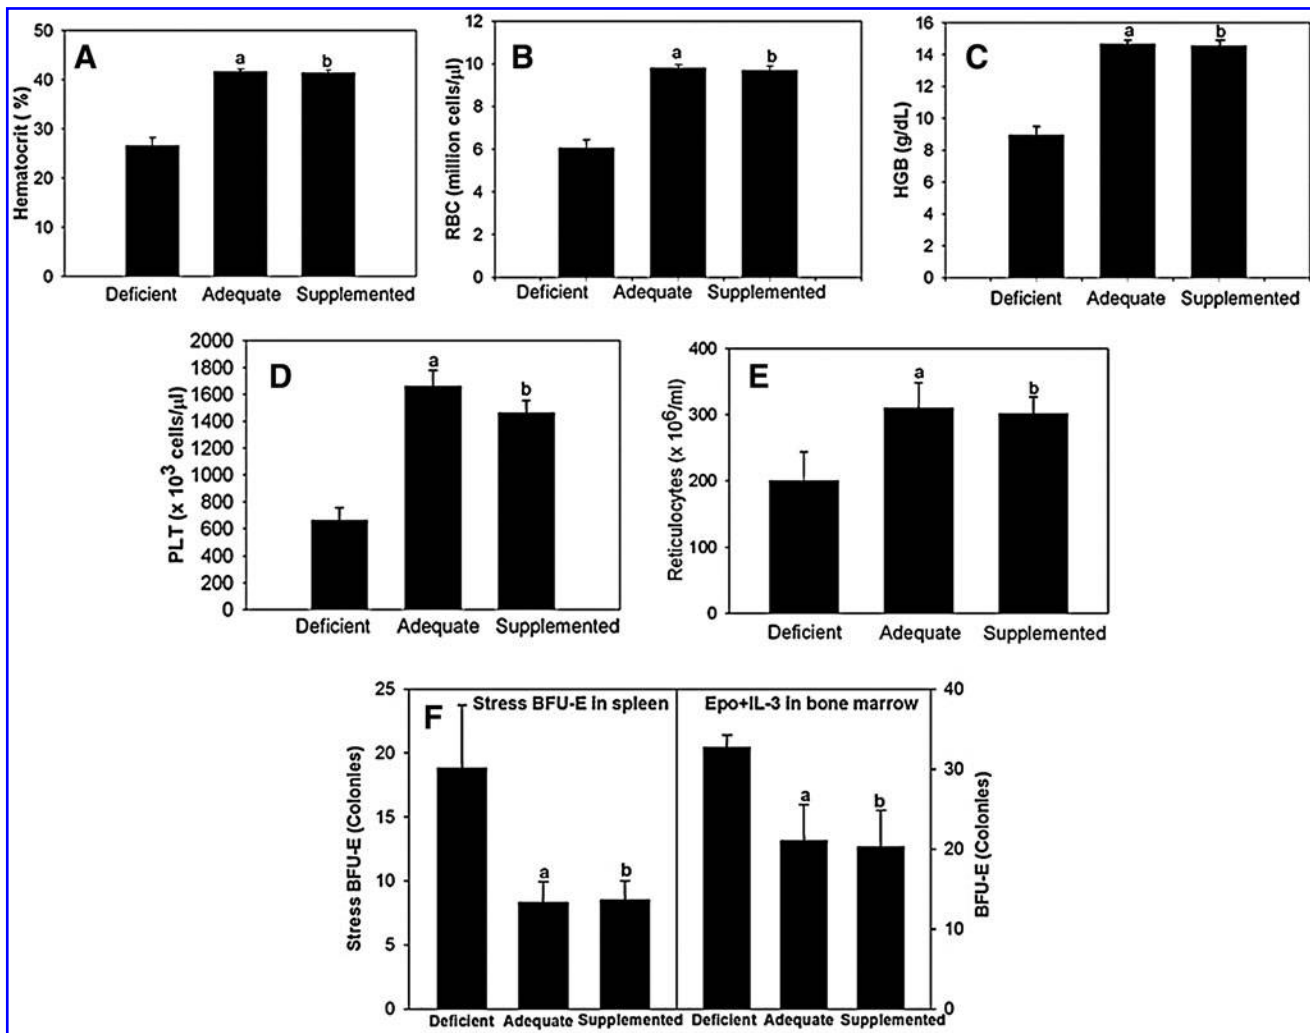 A
Hematocrit ( %)
50
40
30
20
10
0
a
b
Deficient Adequate Supplemented
B
RBC (million cells/µl)
12
10
8
6
4
2
0
a
b
Deficient Adequate Supplemented
C
HGB (g/dL)
16
14
12
10
8
6
4
2
0
a
b
Deficient Adequate Supplemented
D
PLT (x 10³ cells/µl)
2000
1800
1600
1400
1200
1000
800
600
400
200
0
a
b
Deficient Adequate Supplemented
E
Reticulocytes (x 10⁶/ml)
400
300
200
100
0
a
b
Deficient Adequate Supplemented
F
Stress BFU-E in spleen
Stress BFU-E (Colonies)
25
20
15
10
5
0
a
b
Deficient Adequate Supplemented
Epo+IL-3 in bone marrow
a
b
Deficient Adequate Supplemented
40
30
20
10
0
BFU-E (Colonies)